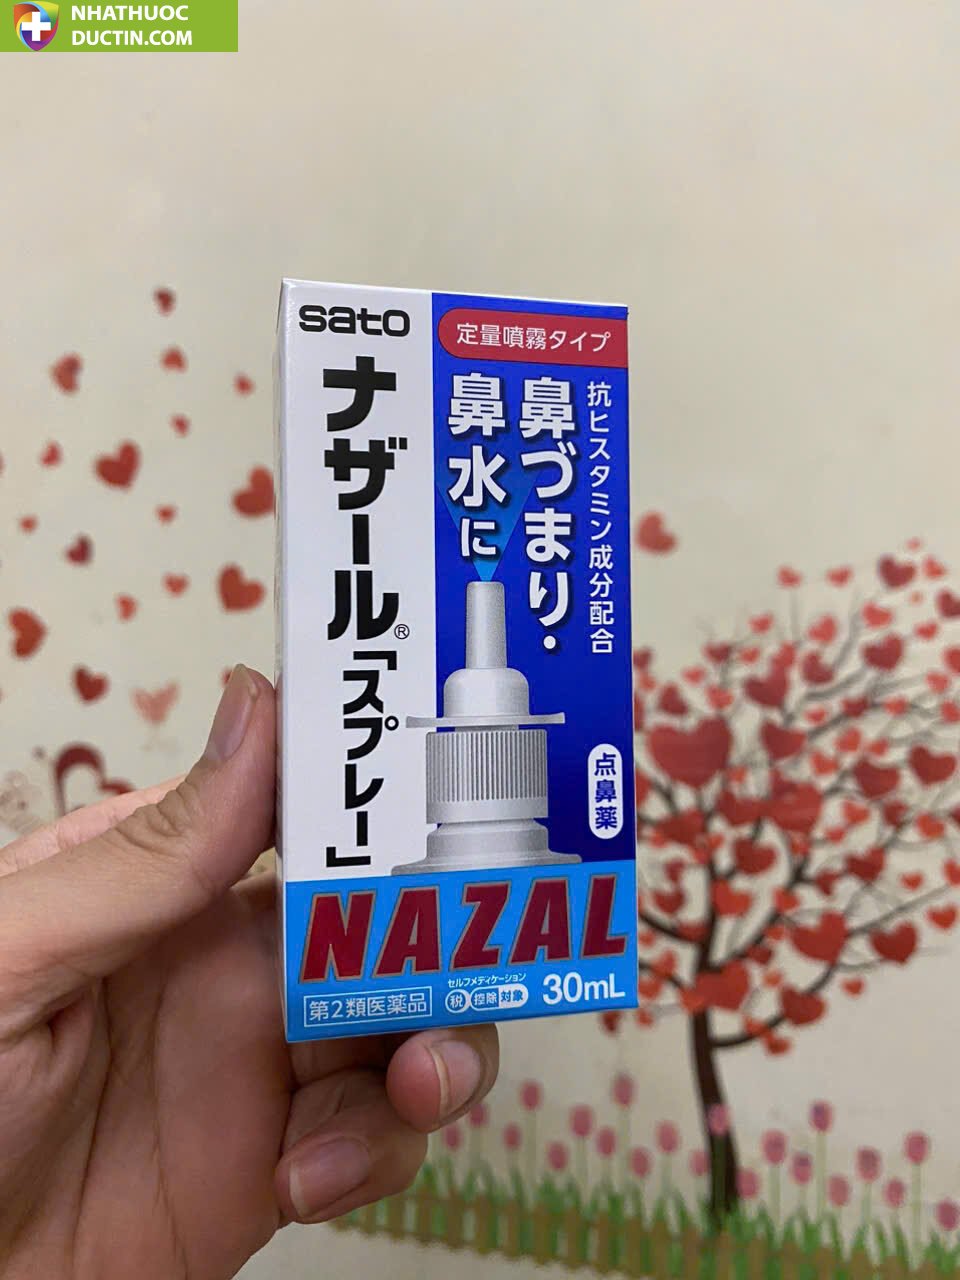 NHATHUOC
DUCTIN.COM
sato
定量噴霧タイプ
ナザール®「スプレー」
抗ヒスタミン成分配合
鼻づまり・
鼻水に
点鼻薬
NAZAL
第2類医薬品
セルフメディケーション
税 控除 対象
30mL